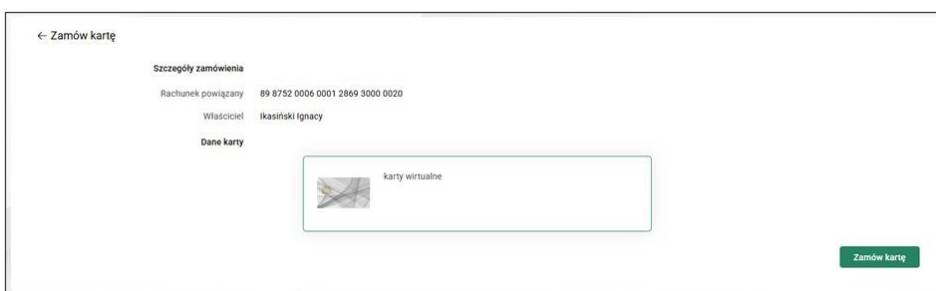 ← Zamów kartę
Szczegóły zamówienia
Rachunek powiązany 89 8752 0006 0001 2869 3000 0020
Właściciel Ikasiński Ignacy
Dane karty
karty wirtualne
Zamów kartę